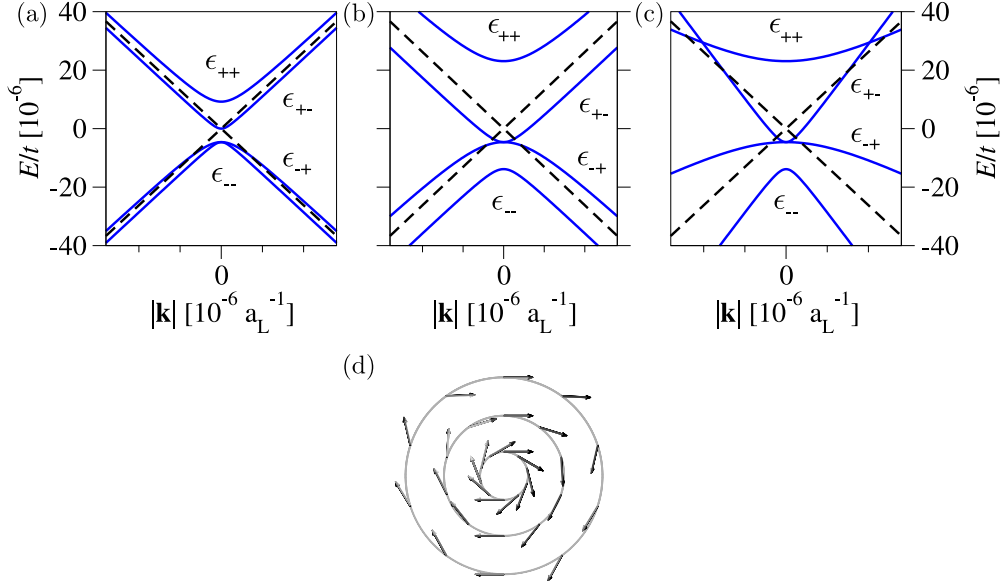 (a) (b) (c)
40 40
20 20
0 0
-20 -20
-40 -40
E/t [10⁻⁶] E/t [10⁻⁶]
ϵ++ ϵ++ ϵ++
ϵ+- ϵ+- ϵ+-
ϵ-+ ϵ-+ ϵ-+
ϵ-- ϵ-- ϵ--
0 0 0
|k| [10⁻⁶ a_L⁻¹] |k| [10⁻⁶ a_L⁻¹] |k| [10⁻⁶ a_L⁻¹]
(d)